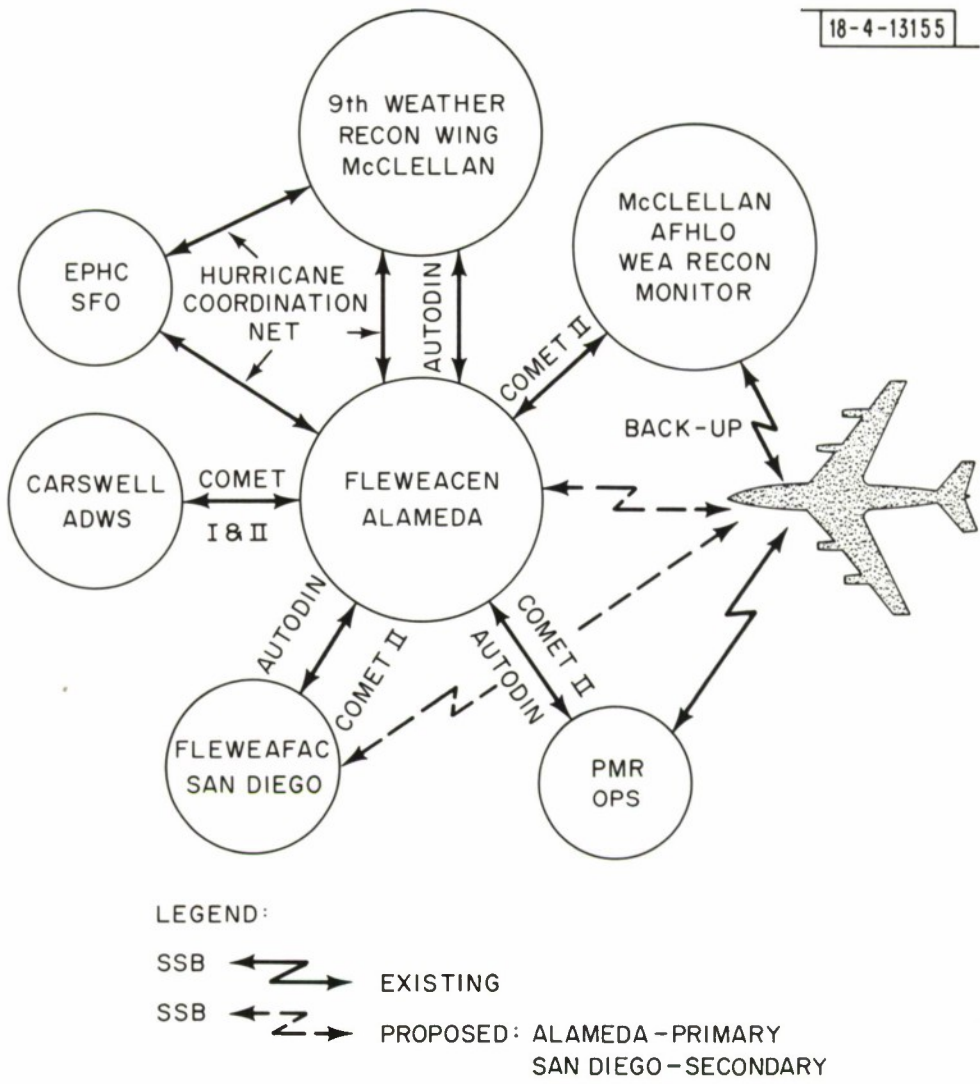 18-4-13155
9th WEATHER
RECON WING
McCLELLAN
McCLELLAN
AFHLO
WEA RECON
MONITOR
EPHC
SFO
HURRICANE
COORDINATION
NET
AUTODIN
COMET II
BACK-UP
CARSWELL
ADWS
COMET
I & II
FLEWEACEN
ALAMEDA
AUTODIN
COMET II
COMET II
AUTODIN
FLEWEAFAC
SAN DIEGO
PMR
OPS
LEGEND:
SSB EXISTING
SSB PROPOSED: ALAMEDA-PRIMARY
SAN DIEGO-SECONDARY